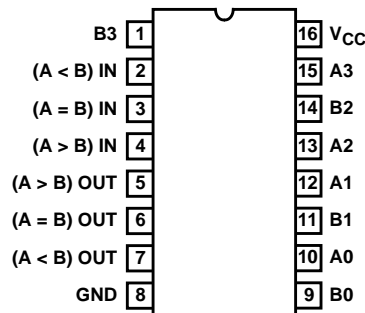 B3 1 16 VCC
(A < B) IN 2 15 A3
(A = B) IN 3 14 B2
(A > B) IN 4 13 A2
(A > B) OUT 5 12 A1
(A = B) OUT 6 11 B1
(A < B) OUT 7 10 A0
GND 8 9 B0